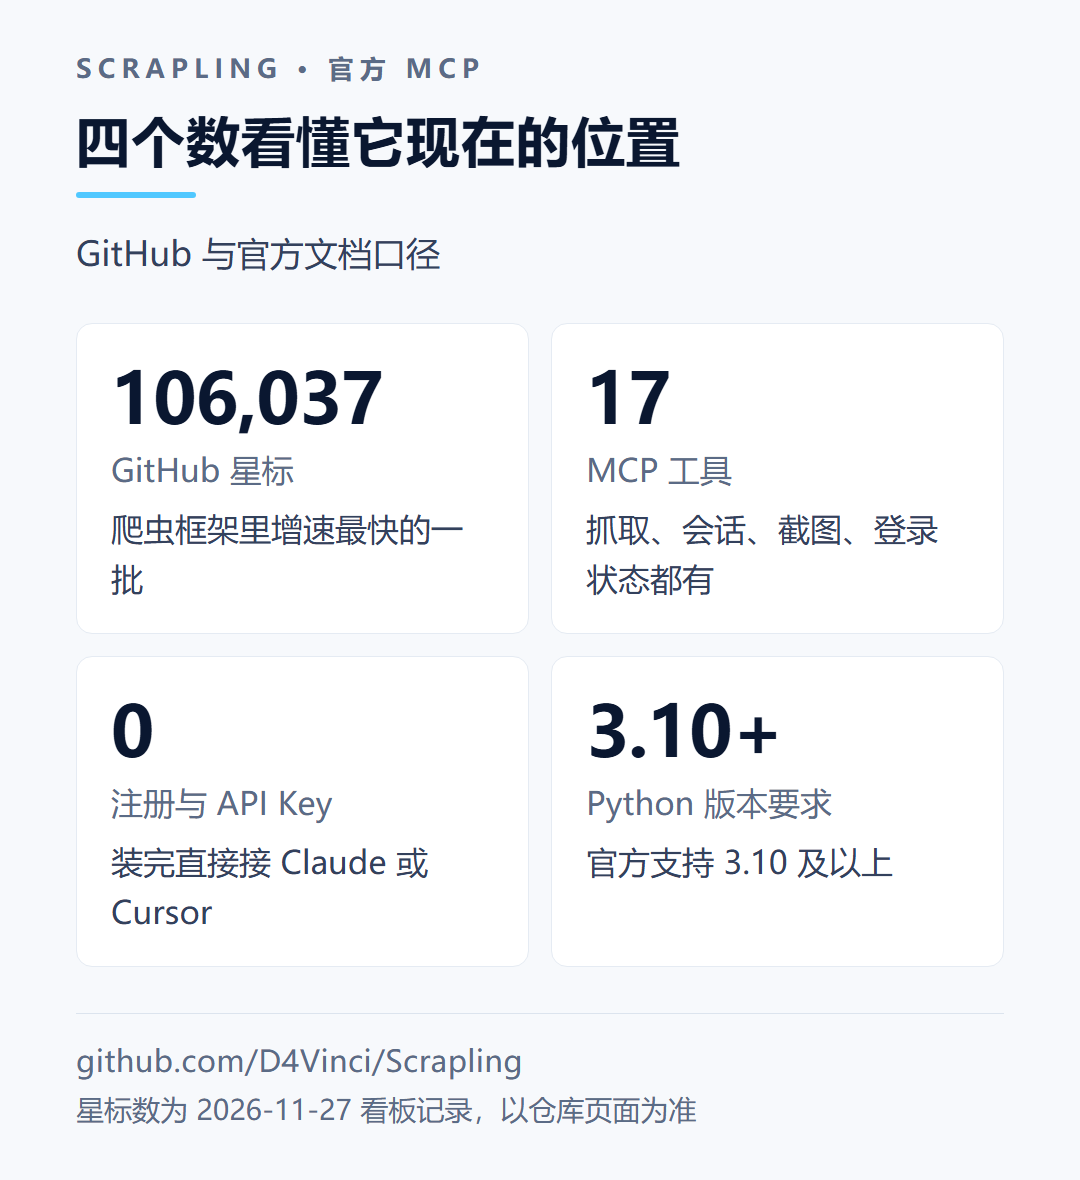 SCRAPLING • 官方 MCP
四个数看懂它现在的位置
GitHub 与官方文档口径
106,037
GitHub 星标
爬虫框架里增速最快的一
批
17
MCP 工具
抓取、会话、截图、登录
状态都有
0
注册与 API Key
装完直接接 Claude 或
Cursor
3.10+
Python 版本要求
官方支持 3.10 及以上
github.com/D4Vinci/Scrapling
星标数为 2026-11-27 看板记录，以仓库页面为准